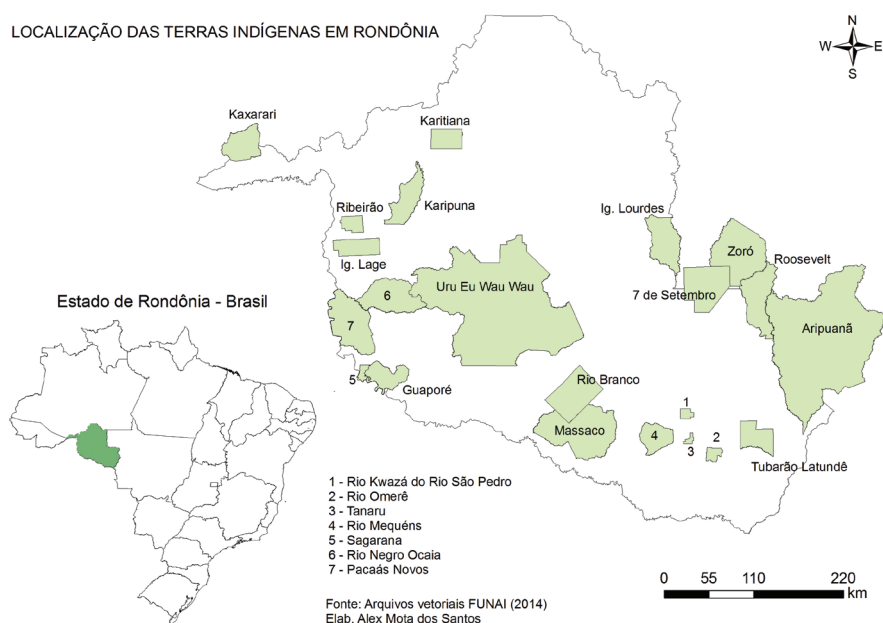 LOCALIZAÇÃO DAS TERRAS INDÍGENAS EM RONDÔNIA
N
W E
S
Kaxarari
Karitiana
Karipuna
Ribeirão
Ig. Lage
Ig. Lourdes
Zoró
Roosevelt
7 de Setembro
Aripuanã
Uru Eu Wau Wau
6
7
5
Guaporé
Rio Branco
Massaco
1
4
3
2
Tubarão Latundê
Estado de Rondônia - Brasil
1 - Rio Kwazá do Rio São Pedro
2 - Rio Omerê
3 - Tanaru
4 - Rio Mequéns
5 - Sagarana
6 - Rio Negro Ocaia
7 - Pacaás Novos
Fonte: Arquivos vetoriais FUNAI (2014)
Elab. Alex Mota dos Santos
0 55 110 220
km